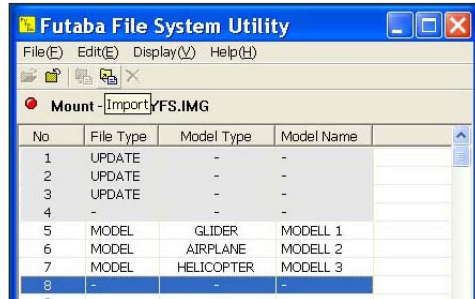 Futaba File System Utility
File(F) Edit(E) Display(V) Help(H)
Mount - Import YFS.IMG
No File Type Model Type Model Name
1 UPDATE - -
2 UPDATE - -
3 UPDATE - -
4 - - -
5 MODEL GLIDER MODELL 1
6 MODEL AIRPLANE MODELL 2
7 MODEL HELICOPTER MODELL 3
8 - - -